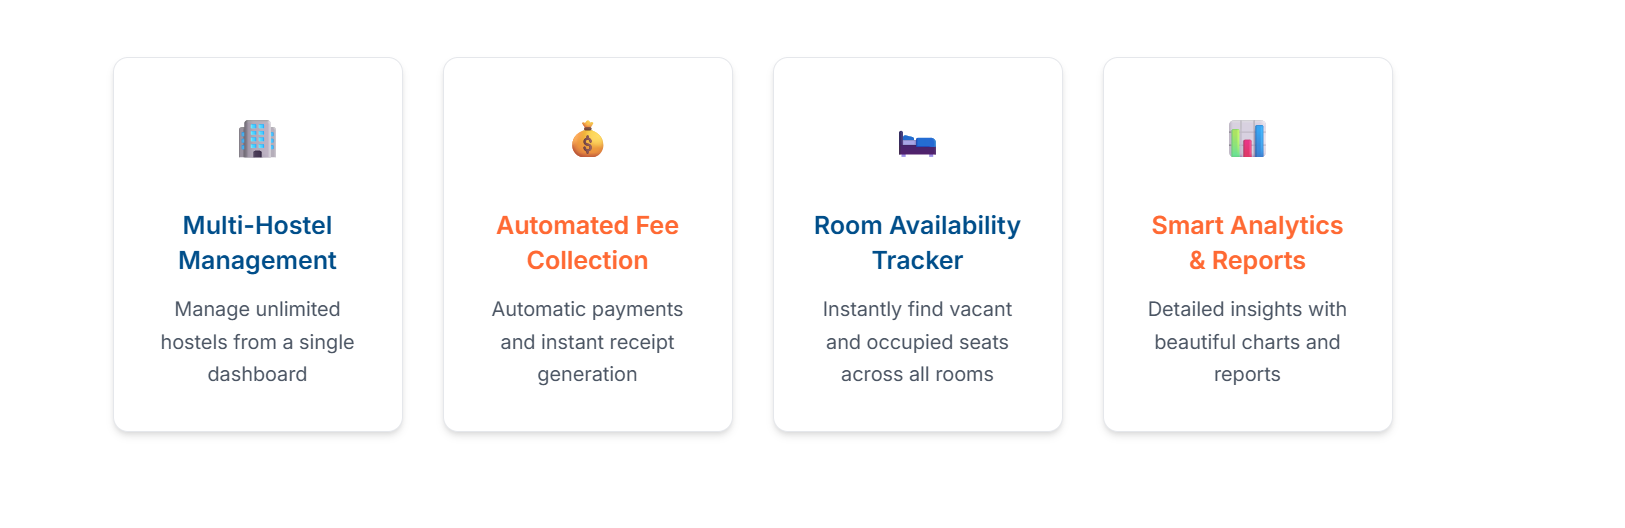 Multi-Hostel
Management
Manage unlimited
hostels from a single
dashboard
Automated Fee
Collection
Automatic payments
and instant receipt
generation
Room Availability
Tracker
Instantly find vacant
and occupied seats
across all rooms
Smart Analytics
& Reports
Detailed insights with
beautiful charts and
reports